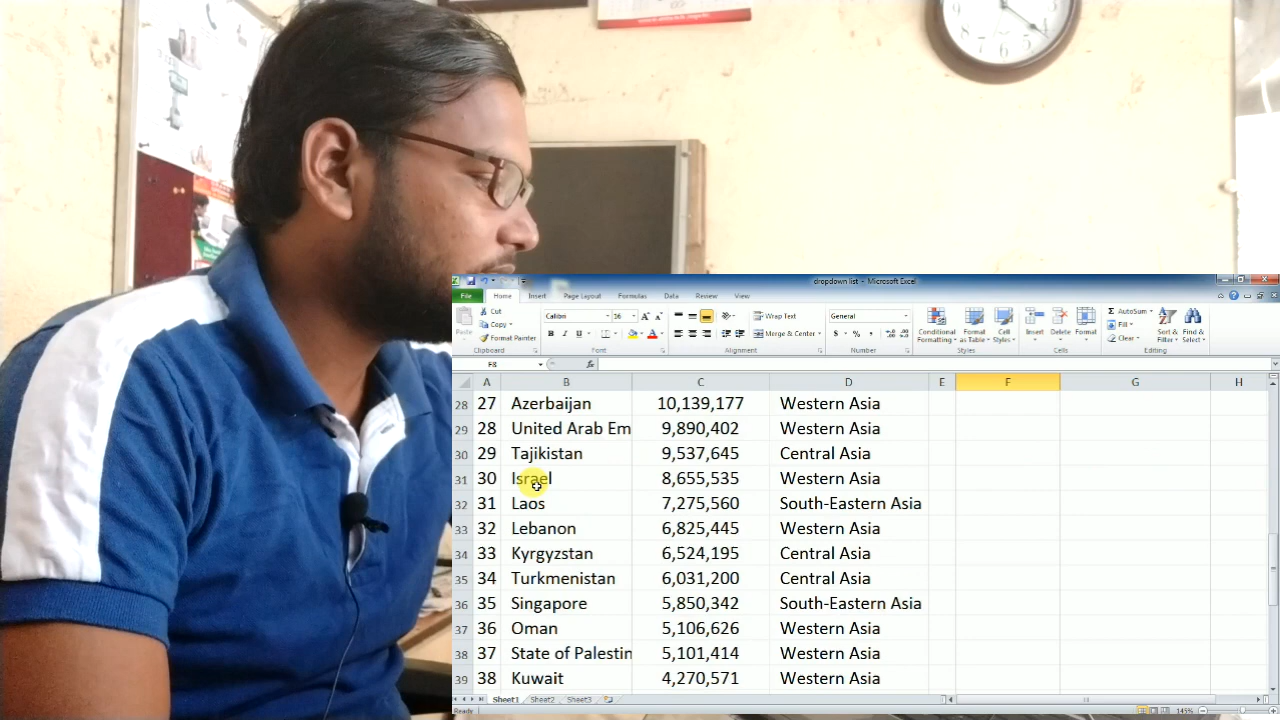 dropdown list - Microsoft Excel
File Home Insert Page Layout Formulas Data Review View
Cut
Copy
Format Painter
Paste
Clipboard
Calibri 16
B I U
Font
Wrap Text
Merge & Center
Alignment
General
$ % ,
Number
Conditional Formatting
Format as Table
Cell Styles
Styles
Insert Delete Format
Cells
Σ AutoSum
Fill
Clear
Sort & Filter
Find & Select
Editing
F8 fx
A B C D E F G H
28 27 Azerbaijan 10,139,177 Western Asia
29 28 United Arab Em 9,890,402 Western Asia
30 29 Tajikistan 9,537,645 Central Asia
31 30 Israel 8,655,535 Western Asia
32 31 Laos 7,275,560 South-Eastern Asia
33 32 Lebanon 6,825,445 Western Asia
34 33 Kyrgyzstan 6,524,195 Central Asia
35 34 Turkmenistan 6,031,200 Central Asia
36 35 Singapore 5,850,342 South-Eastern Asia
37 36 Oman 5,106,626 Western Asia
38 37 State of Palestin 5,101,414 Western Asia
39 38 Kuwait 4,270,571 Western Asia
Sheet1 Sheet2 Sheet3
Ready 145%